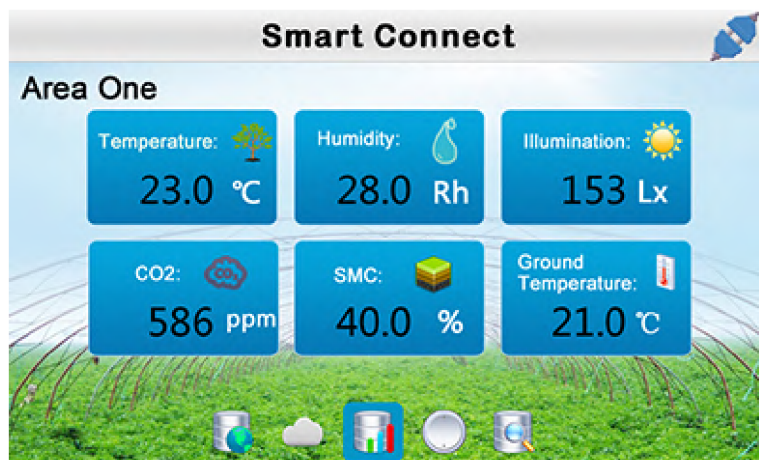 Smart Connect
Area One
Temperature:
23.0 ℃
Humidity:
28.0 Rh
Illumination:
153 Lx
CO2: CO₂
586 ppm
SMC:
40.0 %
Ground
Temperature:
21.0 ℃